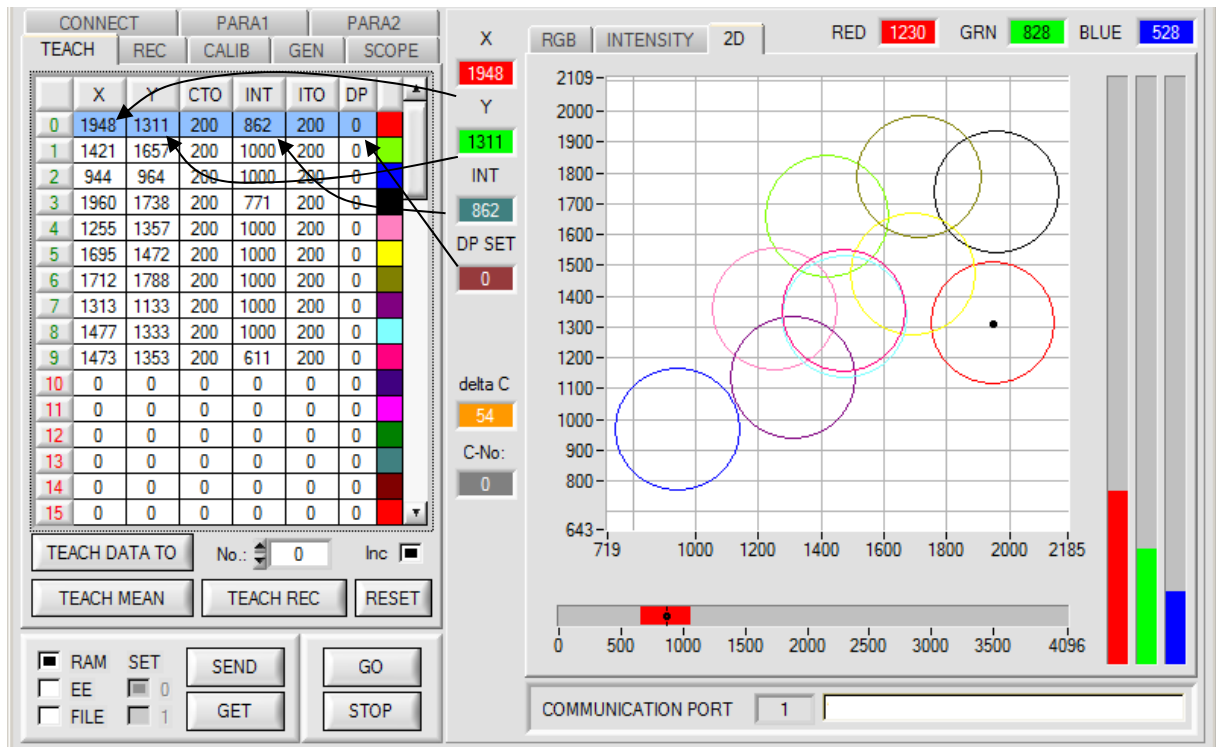 CONNECT PARA1 PARA2
TEACH REC CALIB GEN SCOPE
X Y CTO INT ITO DP
0 1948 1311 200 862 200 0
1 1421 1657 200 1000 200 0
2 944 964 200 1000 200 0
3 1960 1738 200 771 200 0
4 1255 1357 200 1000 200 0
5 1695 1472 200 1000 200 0
6 1712 1788 200 1000 200 0
7 1313 1133 200 1000 200 0
8 1477 1333 200 1000 200 0
9 1473 1353 200 611 200 0
10 0 0 0 0 0 0
11 0 0 0 0 0 0
12 0 0 0 0 0 0
13 0 0 0 0 0 0
14 0 0 0 0 0 0
15 0 0 0 0 0 0
TEACH DATA TO No.: 0 Inc
TEACH MEAN TEACH REC RESET
RAM SET SEND GO
EE 0
FILE 1 GET STOP
X
1948
Y
1311
INT
862
DP SET
0
delta C
54
C-No:
0
RGB INTENSITY 2D RED 1230 GRN 828 BLUE 528
2109
2000
1900
1800
1700
1600
1500
1400
1300
1200
1100
1000
900
800
643
719 1000 1200 1400 1600 1800 2000 2185
0 500 1000 1500 2000 2500 3000 3500 4096
COMMUNICATION PORT 1